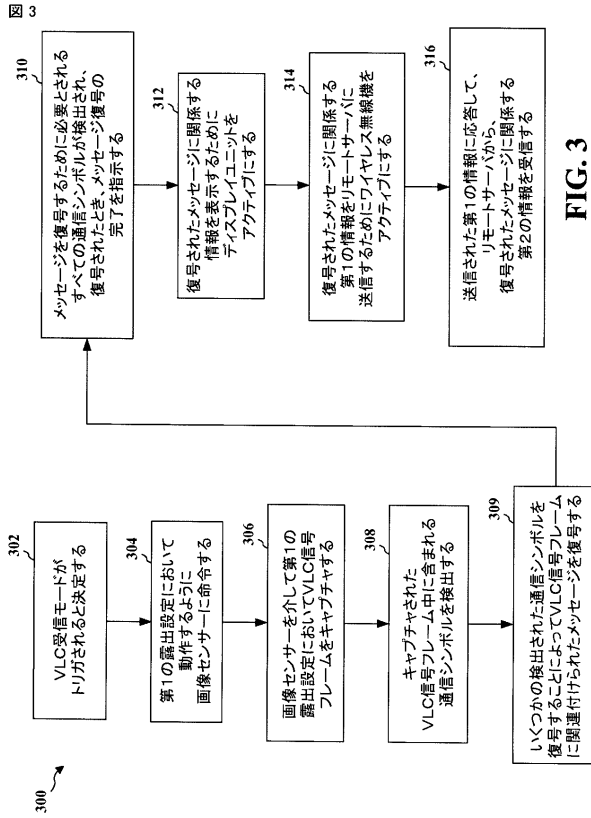 図 3
300
302
VLC受信モードが
トリガされると決定する
304
第1の露出設定において
動作するように
画像センサーに命令する
306
画像センサーを介して第1の
露出設定においてVLC信号
フレームをキャプチャする
308
キャプチャされた
VLC信号フレーム中に含まれる
通信シンボルを検出する
309
いくつかの検出された通信シンボルを
復号することによってVLC信号フレーム
に関連付けられたメッセージを復号する
310
メッセージを復号するために必要とされる
すべての通信シンボルが検出され、
復号されたとき、メッセージ復号の
完了を指示する
312
復号されたメッセージに関係する
情報を表示するために
ディスプレイユニットを
アクティブにする
314
復号されたメッセージに関係する
第1の情報をリモートサーバに
送信するためにワイヤレス無線機を
アクティブにする
316
送信された第1の情報に応答して、
リモートサーバから、
復号されたメッセージに関係する
第2の情報を受信する
FIG. 3